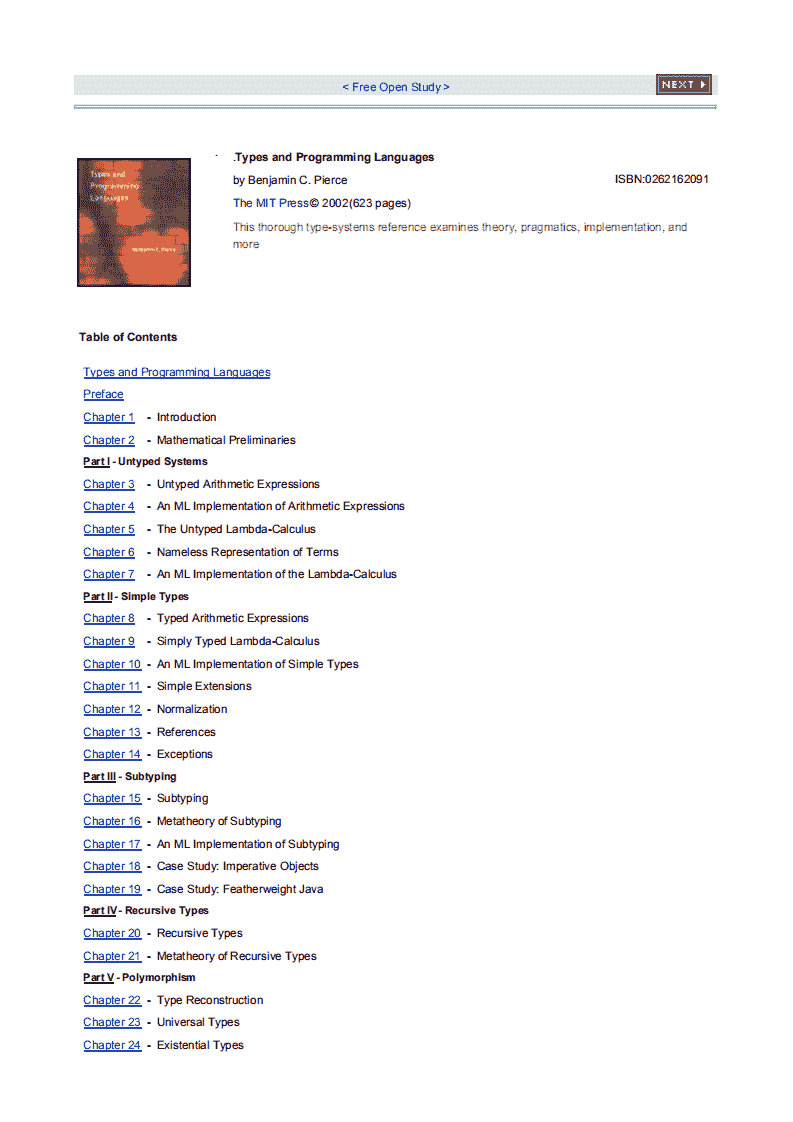 < Free Open Study >
NEXT
Types and
Programming
Languages
Benjamin C. Pierce
.Types and Programming Languages
by Benjamin C. Pierce ISBN:0262162091
The MIT Press© 2002(623 pages)
This thorough type-systems reference examines theory, pragmatics, implementation, and
more
Table of Contents
Types and Programming Languages
Preface
Chapter 1 - Introduction
Chapter 2 - Mathematical Preliminaries
Part I - Untyped Systems
Chapter 3 - Untyped Arithmetic Expressions
Chapter 4 - An ML Implementation of Arithmetic Expressions
Chapter 5 - The Untyped Lambda-Calculus
Chapter 6 - Nameless Representation of Terms
Chapter 7 - An ML Implementation of the Lambda-Calculus
Part II - Simple Types
Chapter 8 - Typed Arithmetic Expressions
Chapter 9 - Simply Typed Lambda-Calculus
Chapter 10 - An ML Implementation of Simple Types
Chapter 11 - Simple Extensions
Chapter 12 - Normalization
Chapter 13 - References
Chapter 14 - Exceptions
Part III - Subtyping
Chapter 15 - Subtyping
Chapter 16 - Metatheory of Subtyping
Chapter 17 - An ML Implementation of Subtyping
Chapter 18 - Case Study: Imperative Objects
Chapter 19 - Case Study: Featherweight Java
Part IV - Recursive Types
Chapter 20 - Recursive Types
Chapter 21 - Metatheory of Recursive Types
Part V - Polymorphism
Chapter 22 - Type Reconstruction
Chapter 23 - Universal Types
Chapter 24 - Existential Types